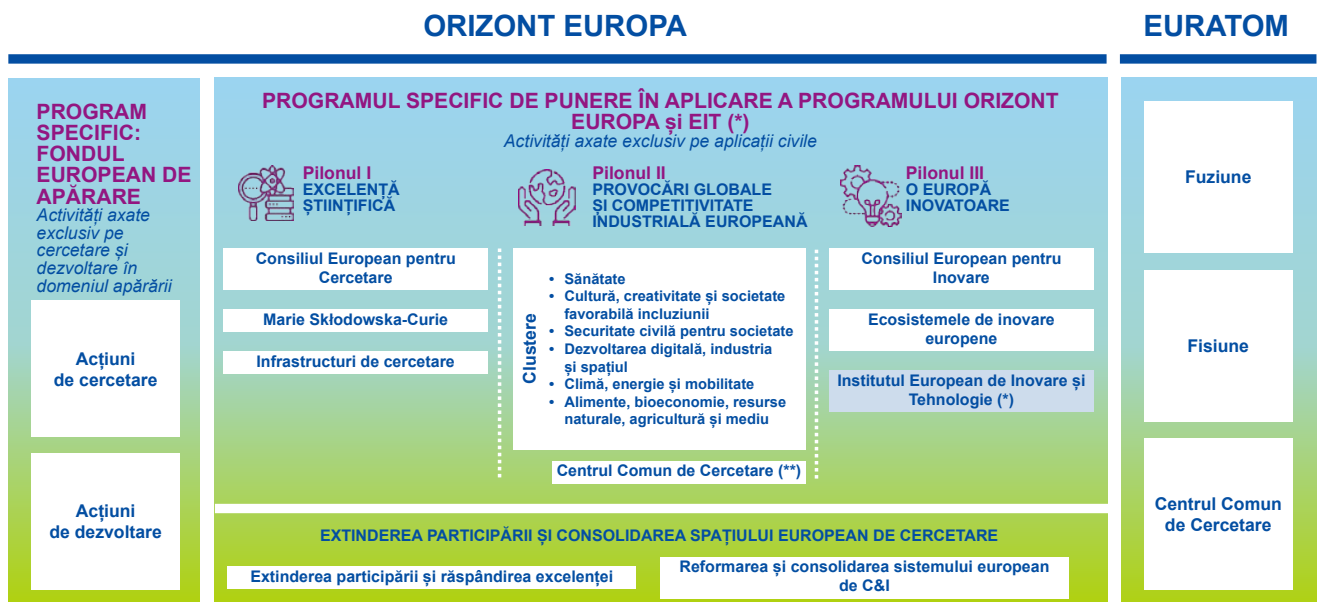 ORIZONT EUROPA
EURATOM
PROGRAM
SPECIFIC:
FONDUL
EUROPEAN DE
APĂRARE
Activități axate
exclusiv pe
cercetare și
dezvoltare în
domeniul apărării
Acțiuni
de cercetare
Acțiuni
de dezvoltare
PROGRAMUL SPECIFIC DE PUNERE ÎN APLICARE A PROGRAMULUI ORIZONT
EUROPA și EIT (*)
Activități axate exclusiv pe aplicații civile
Pilonul I
EXCELENȚĂ
ȘTIINȚIFICĂ
Consiliul European pentru
Cercetare
Marie Skłodowska-Curie
Infrastructuri de cercetare
Pilonul II
PROVOCĂRI GLOBALE
ȘI COMPETITIVITATE
INDUSTRIALĂ EUROPEANĂ
Clustere
• Sănătate
• Cultură, creativitate și societate
favorabilă incluziunii
• Securitate civilă pentru societate
• Dezvoltarea digitală, industria
și spațiul
• Climă, energie și mobilitate
• Alimente, bioeconomie, resurse
naturale, agricultură și mediu
Centrul Comun de Cercetare (**)
Pilonul III
O EUROPĂ
INOVATOARE
Consiliul European pentru
Inovare
Ecosistemele de inovare
europene
Institutul European de Inovare și
Tehnologie (*)
EXTINDEREA PARTICIPĂRII ȘI CONSOLIDAREA SPAȚIULUI EUROPEAN DE CERCETARE
Extinderea participării și răspândirea excelenței
Reformarea și consolidarea sistemului european
de C&I
Fuziune
Fisiune
Centrul Comun
de Cercetare